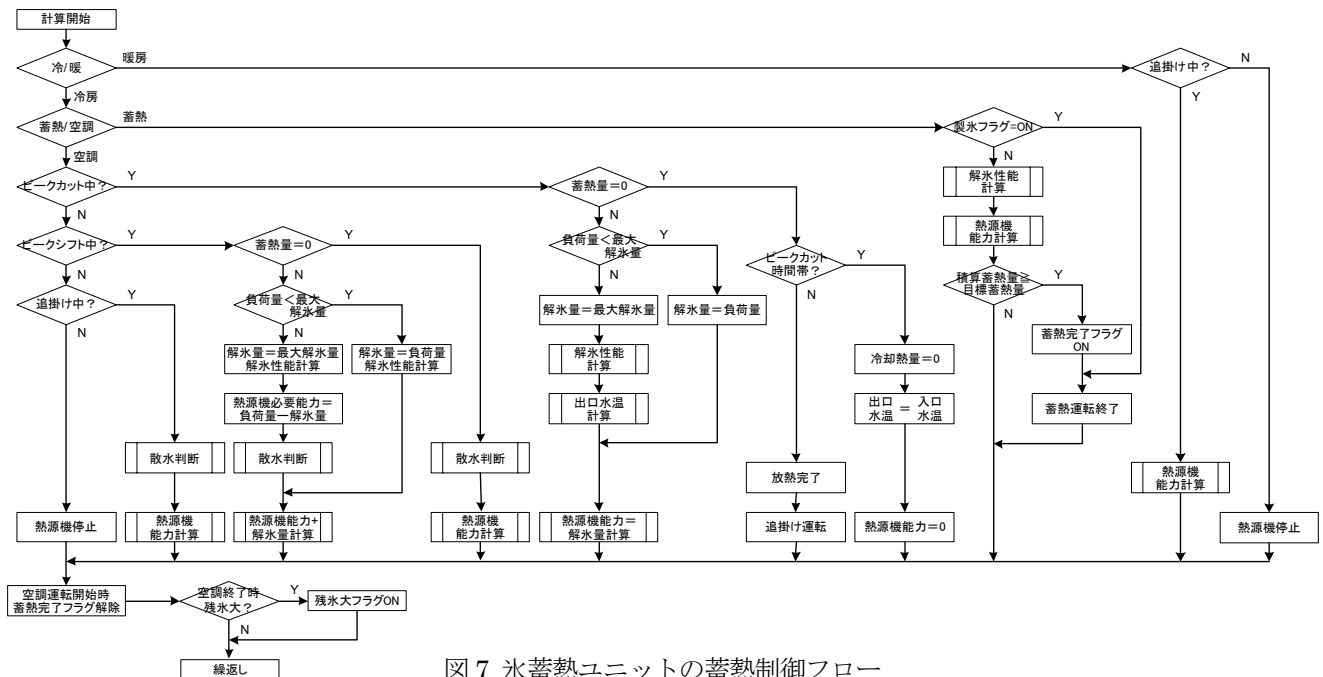 計算開始
冷/暖
暖房
冷房
追掛け中？
N
Y
蓄熱/空調
蓄熱
空調
製氷フラグ=ON
Y
N
解氷性能
計算
熱源機
能力計算
積算蓄熱量≧
目標蓄熱量
Y
N
蓄熱完了フラグ
ON
蓄熱運転終了
ピークカット中？
Y
N
蓄熱量＝0
Y
N
負荷量＜最大
解氷量
Y
N
解氷量＝最大解氷量
解氷量＝負荷量
解氷性能
計算
出口水温
計算
熱源機能力＝
解氷量計算
ピークカット
時間帯？
Y
N
冷却熱量＝0
出口
水温
＝
入口
水温
熱源機能力＝0
放熱完了
追掛け運転
ピークシフト中？
Y
N
蓄熱量＝0
Y
N
負荷量＜最大
解氷量
Y
N
解氷量＝最大解氷量
解氷性能計算
解氷量＝負荷量
解氷性能計算
熱源機必要能力＝
負荷量ー解氷量
散水判断
熱源機能力+
解氷量計算
散水判断
熱源機
能力計算
追掛け中？
Y
N
散水判断
熱源機
能力計算
熱源機停止
熱源機
能力計算
熱源機停止
空調運転開始時
蓄熱完了フラグ解除
空調終了時
残氷大？
Y
残氷大フラグON
N
繰返し
図 7 氷蓄熱ユニットの蓄熱制御フロー